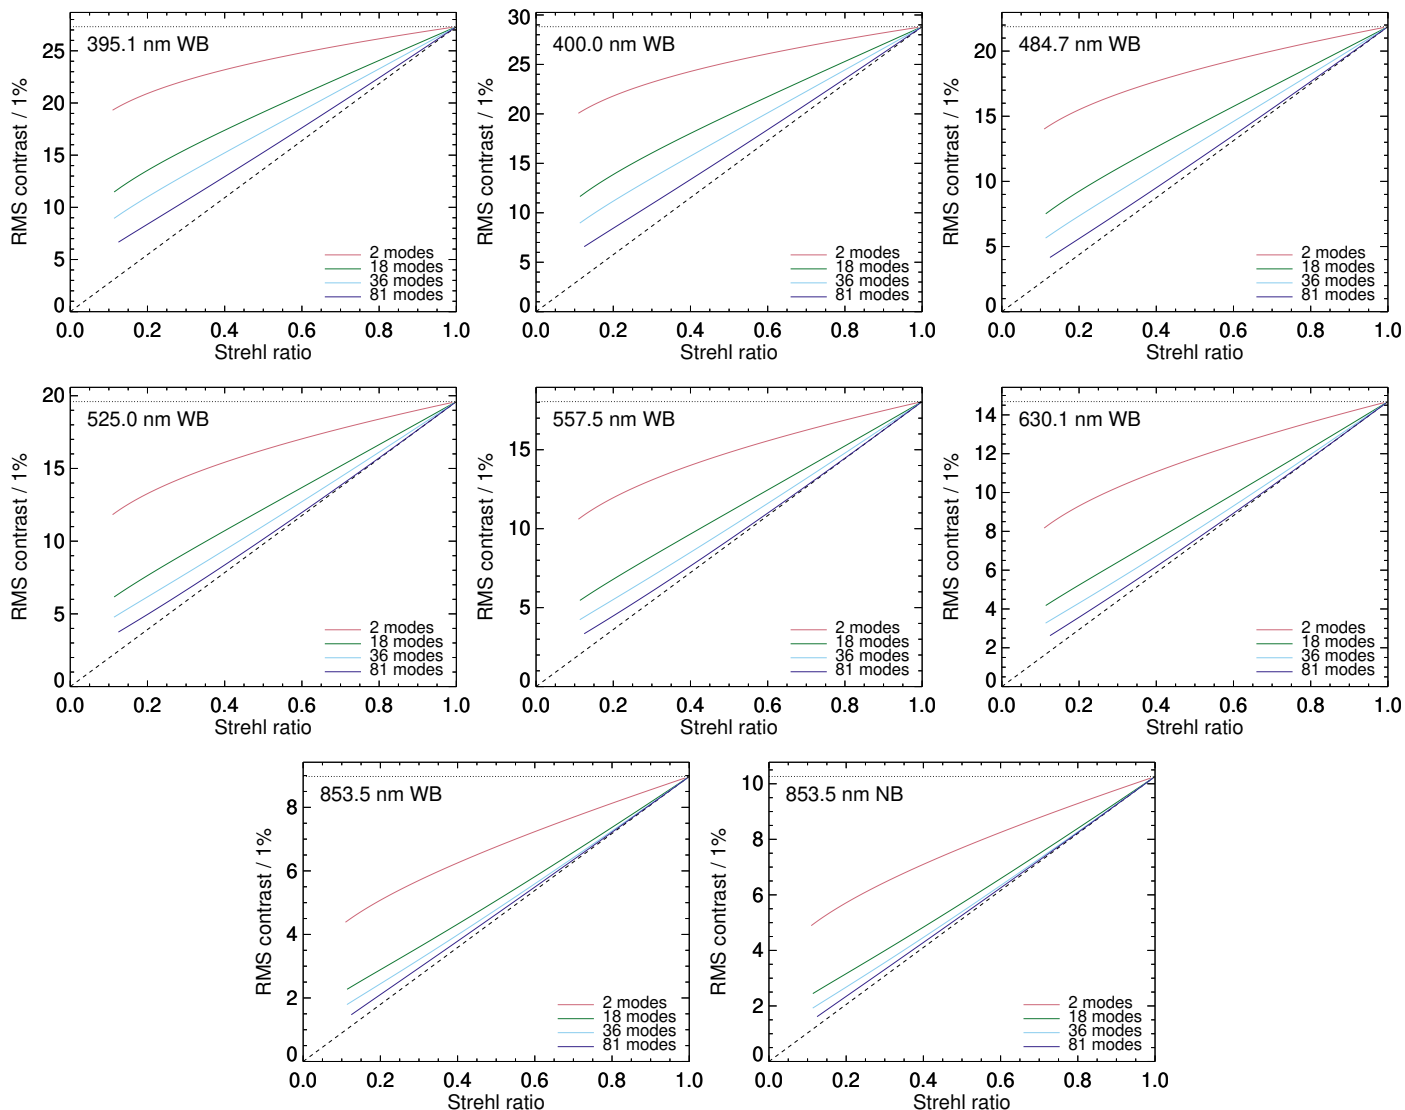 395.1 nm WB
RMS contrast / 1%
25
20
15
10
5
0
2 modes
18 modes
36 modes
81 modes
0.0 0.2 0.4 0.6 0.8 1.0
Strehl ratio
400.0 nm WB
RMS contrast / 1%
30
25
20
15
10
5
0
2 modes
18 modes
36 modes
81 modes
0.0 0.2 0.4 0.6 0.8 1.0
Strehl ratio
484.7 nm WB
RMS contrast / 1%
20
15
10
5
0
2 modes
18 modes
36 modes
81 modes
0.0 0.2 0.4 0.6 0.8 1.0
Strehl ratio
525.0 nm WB
RMS contrast / 1%
20
15
10
5
0
2 modes
18 modes
36 modes
81 modes
0.0 0.2 0.4 0.6 0.8 1.0
Strehl ratio
557.5 nm WB
RMS contrast / 1%
15
10
5
0
2 modes
18 modes
36 modes
81 modes
0.0 0.2 0.4 0.6 0.8 1.0
Strehl ratio
630.1 nm WB
RMS contrast / 1%
14
12
10
8
6
4
2
0
2 modes
18 modes
36 modes
81 modes
0.0 0.2 0.4 0.6 0.8 1.0
Strehl ratio
853.5 nm WB
RMS contrast / 1%
8
6
4
2
0
2 modes
18 modes
36 modes
81 modes
0.0 0.2 0.4 0.6 0.8 1.0
Strehl ratio
853.5 nm NB
RMS contrast / 1%
10
8
6
4
2
0
2 modes
18 modes
36 modes
81 modes
0.0 0.2 0.4 0.6 0.8 1.0
Strehl ratio